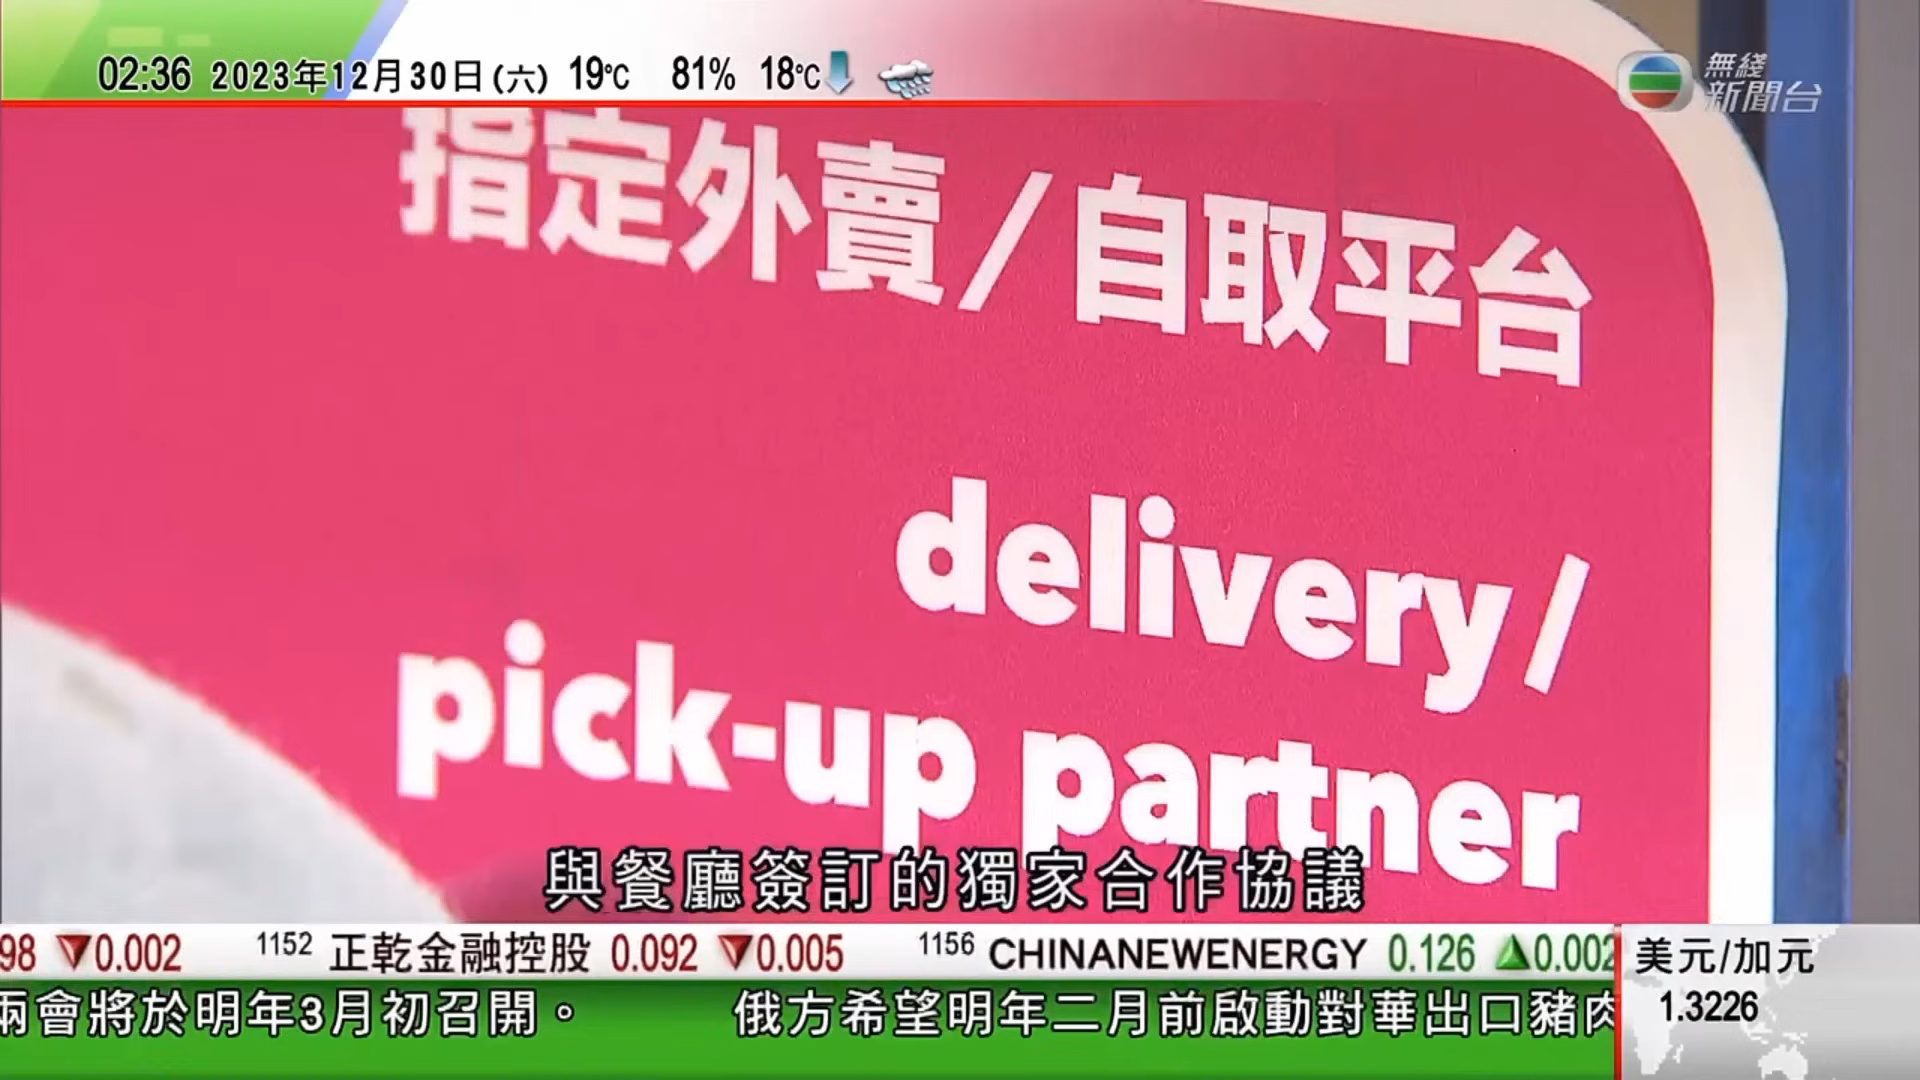 02:36 2023年12月30日(六) 19℃ 81% 18℃
無綫
新聞台
指定外賣/自取平台
delivery/
pick-up partner
與餐廳簽訂的獨家合作協議
98 ▼0.002 1152 正乾金融控股 0.092 ▼0.005 1156 CHINANEWENERGY 0.126 ▲0.002
兩會將於明年3月初召開。 俄方希望明年二月前啟動對華出口豬肉
美元/加元
1.3226